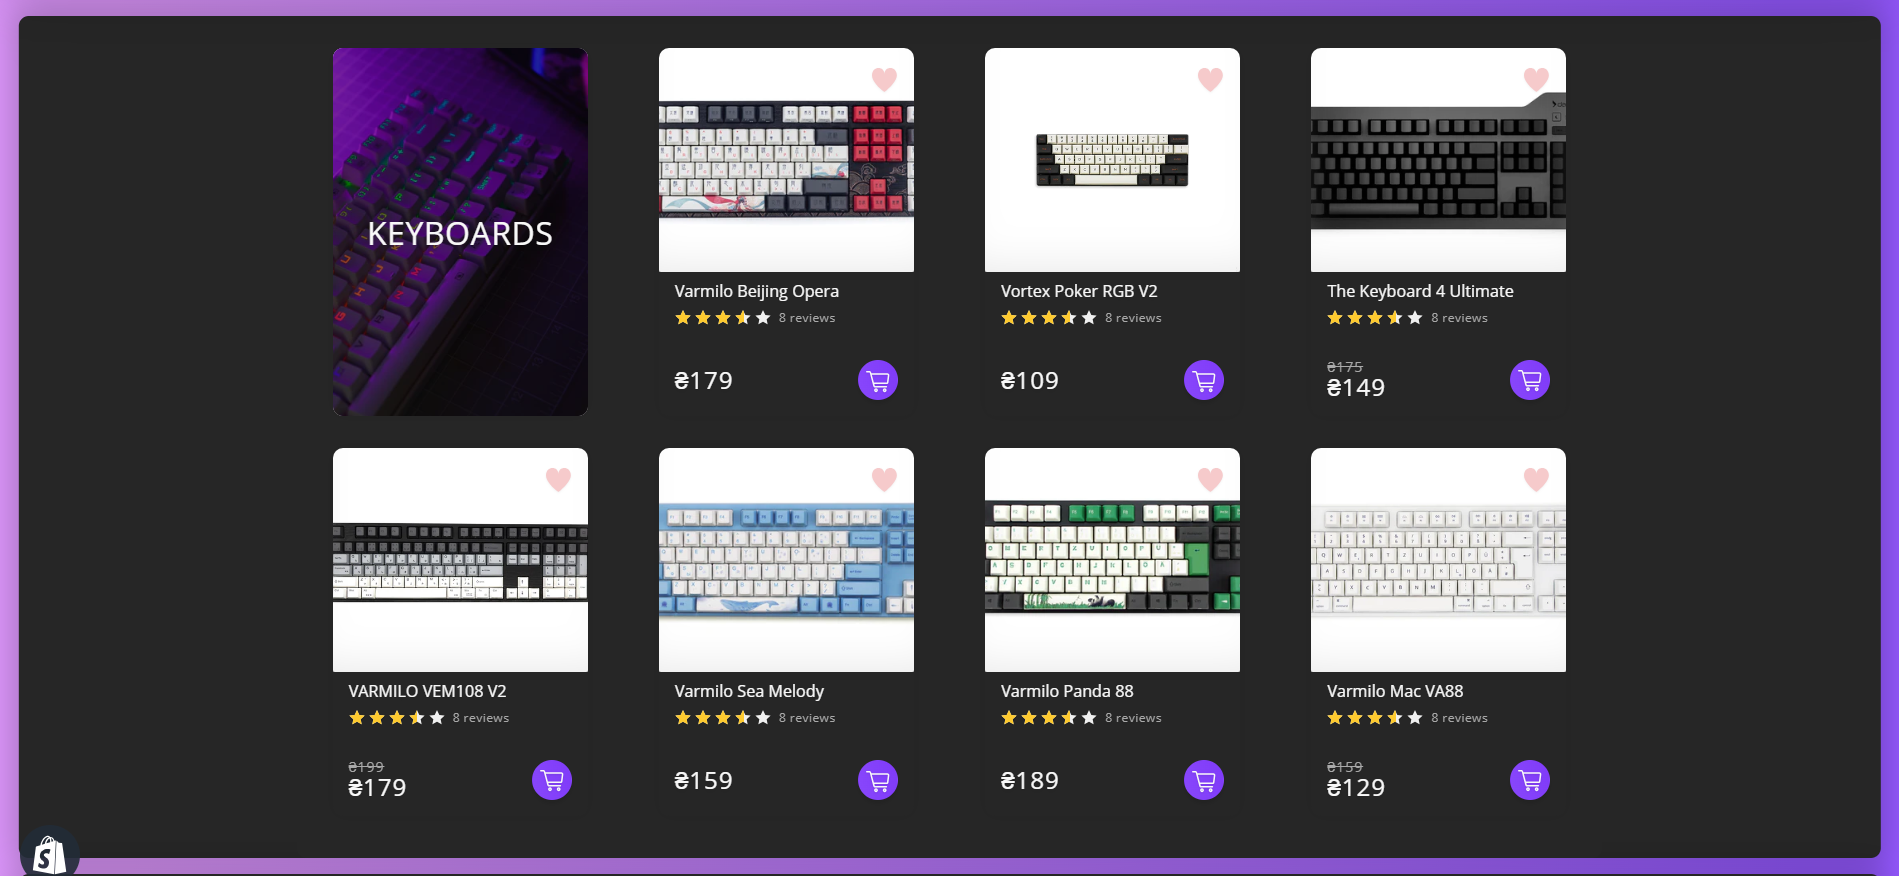 KEYBOARDS
Varmilo Beijing Opera
8 reviews
₴179
Vortex Poker RGB V2
8 reviews
₴109
The Keyboard 4 Ultimate
8 reviews
₴175
₴149
VARMILO VEM108 V2
8 reviews
₴199
₴179
Varmilo Sea Melody
8 reviews
₴159
Varmilo Panda 88
8 reviews
₴189
Varmilo Mac VA88
8 reviews
₴159
₴129